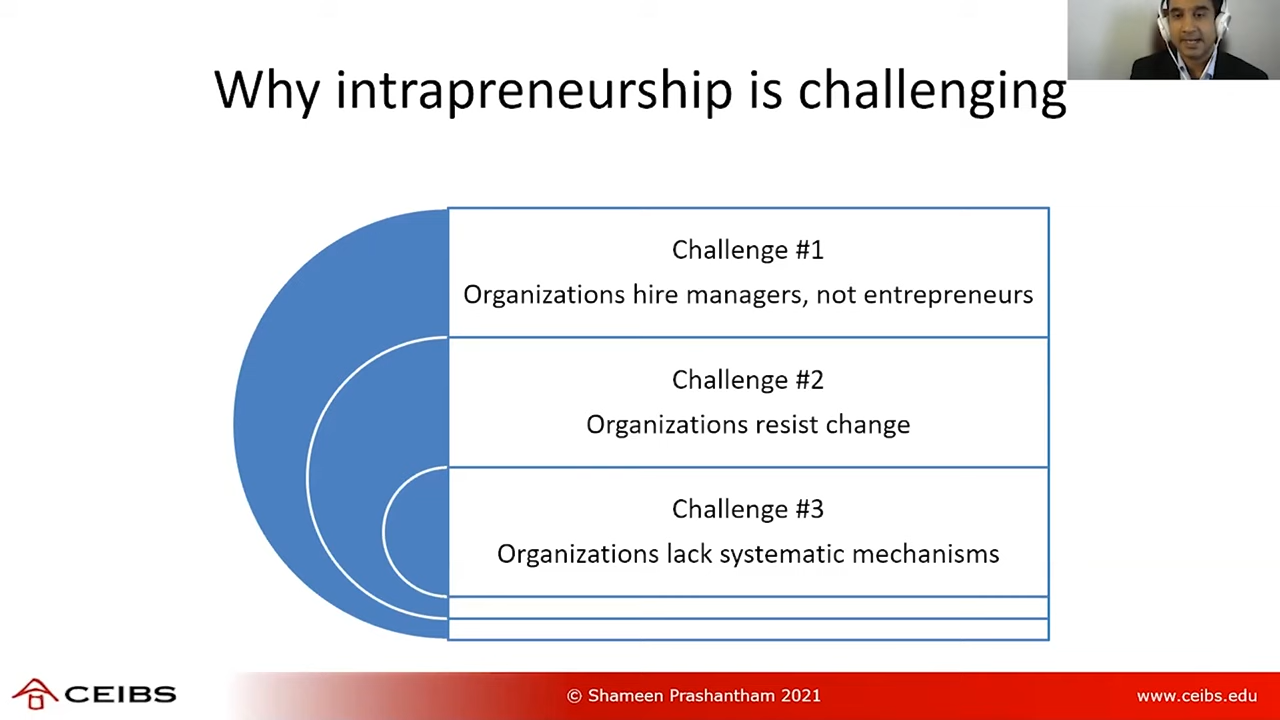 Why intrapreneurship is challenging
Challenge #1
Organizations hire managers, not entrepreneurs
Challenge #2
Organizations resist change
Challenge #3
Organizations lack systematic mechanisms
CEIBS
© Shameen Prashantham 2021
www.ceibs.edu